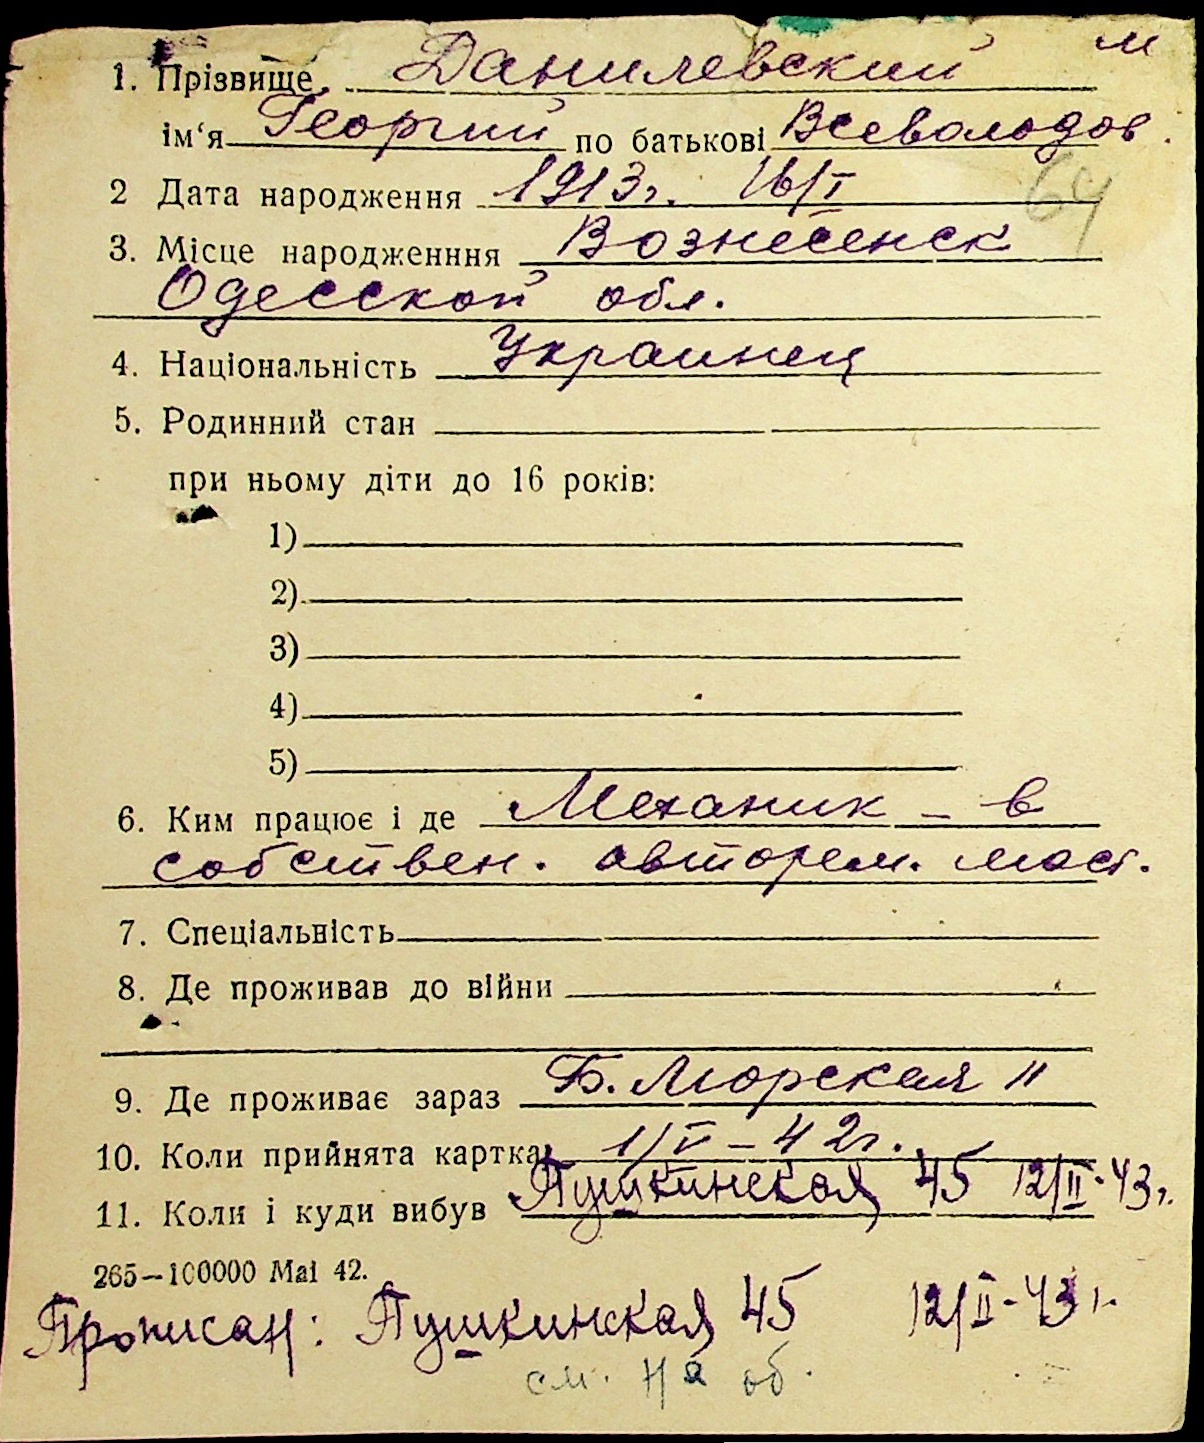 м
1. Прізвище Данилевский
ім‘я Георгий по батькові Всеволодов.
64
2 Дата народження 1913г. 16/I
3. Місце народженння Вознесенск
Одесской обл.
4. Національність Украинец
5. Родинний стан
при ньому діти до 16 років:
1)
2)
3)
4)
5)
6. Ким працює і де Механик – в
собствен. авторем. маст.
7. Спеціальність
8. Де проживав до війни
9. Де проживає зараз Б. Морская 11
10. Коли прийнята картка 1/V – 42г.
11. Коли і куди вибув Пушкинская 45 12/II-43г.
265—100000 Mai 42.
Прописан: Пушкинская 45 12/II-43г.
см. на об.